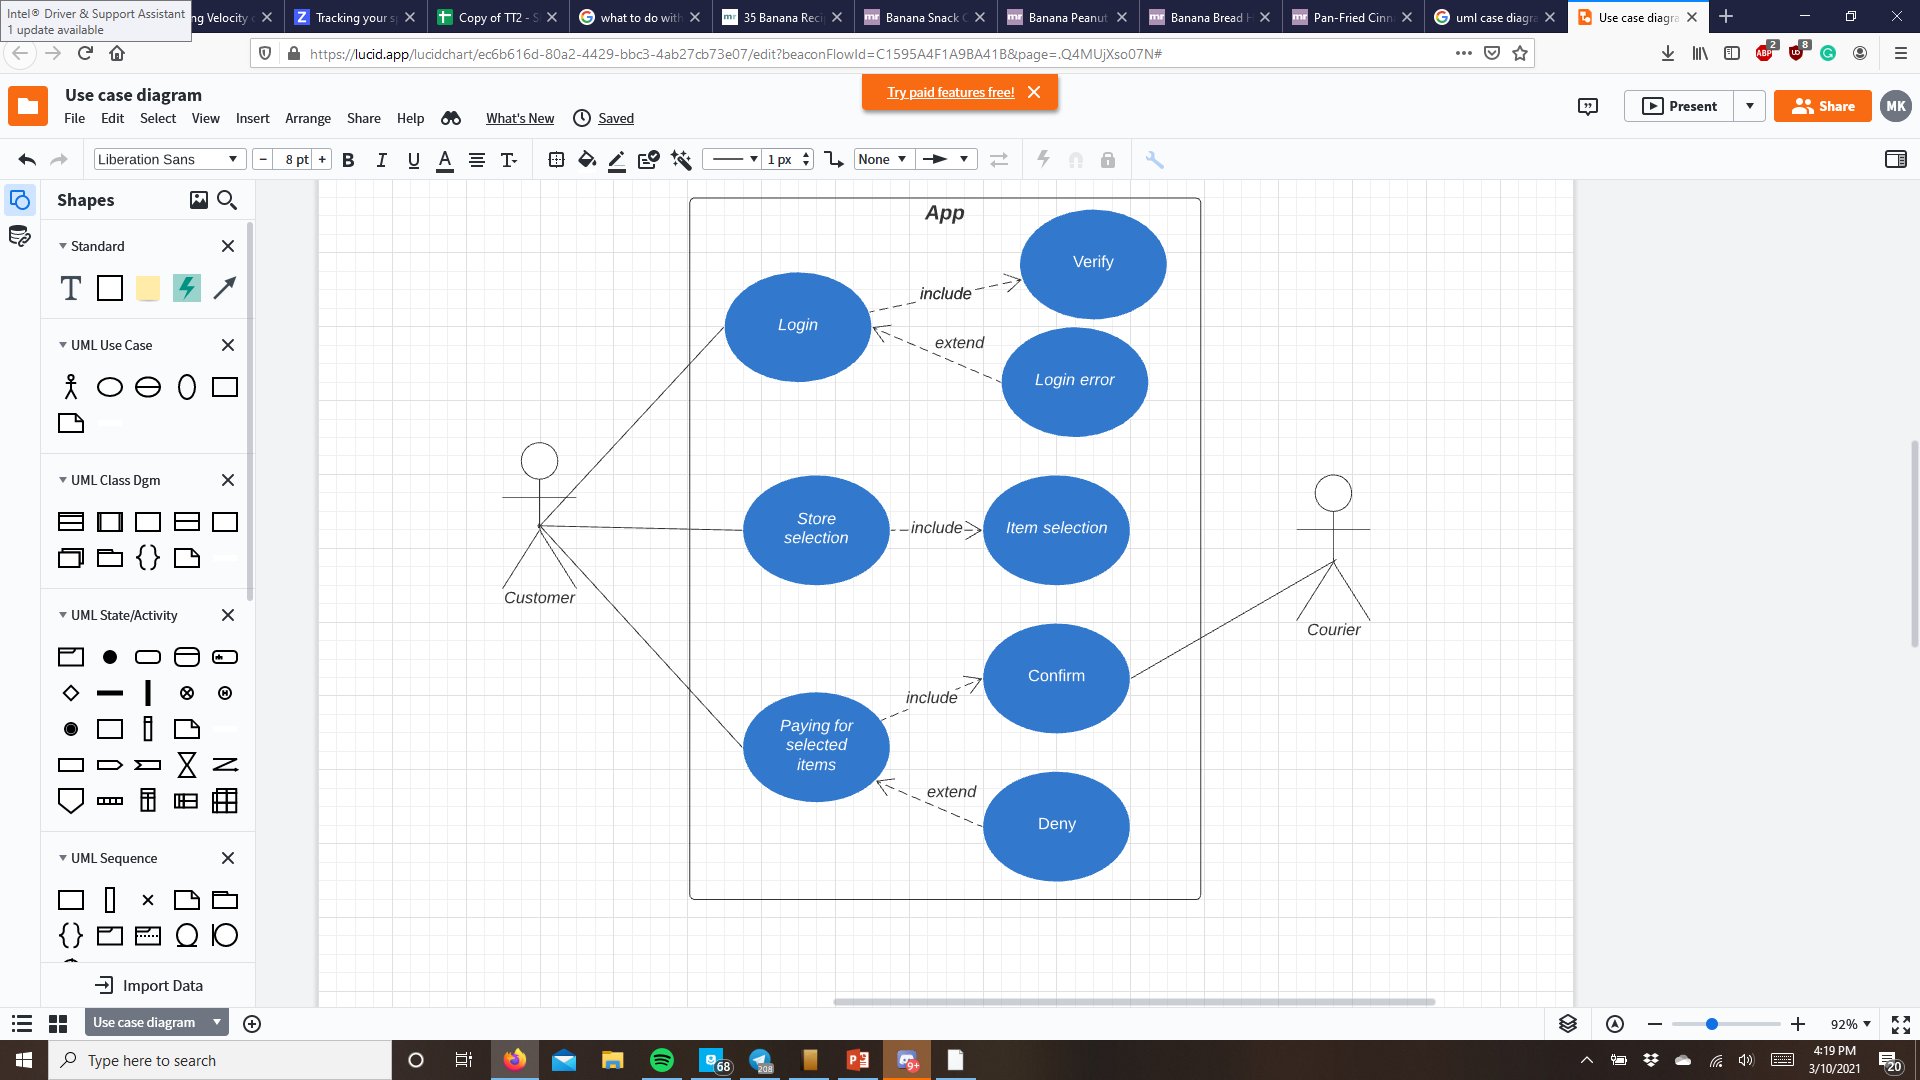 Intel® Driver & Support Assistant
1 update available
ng Velocity
Tracking your s
Copy of TT2 - S
what to do with
35 Banana Reci
Banana Snack
Banana Peanut
Banana Bread
Pan-Fried Cinn
uml case diagra
Use case diagra
https://lucid.app/lucidchart/ec6b616d-80a2-4429-bbc3-4ab27cb73e07/edit?beaconFlowId=C1595A4F1A9BA41B&page=.Q4MUjXso07N#
ABP
2
8
Use case diagram
Try paid features free!
File Edit Select View Insert Arrange Share Help What's New Saved
Present
Share
MK
Liberation Sans
8 pt
1 px
None
Shapes
Standard
UML Use Case
UML Class Dgm
UML State/Activity
UML Sequence
Import Data
App
Verify
include
Login
extend
Login error
Store
selection
include
Item selection
Customer
Courier
Confirm
include
Paying for
selected
items
extend
Deny
Use case diagram
92%
Type here to search
68
208
9+
4:19 PM
3/10/2021
20